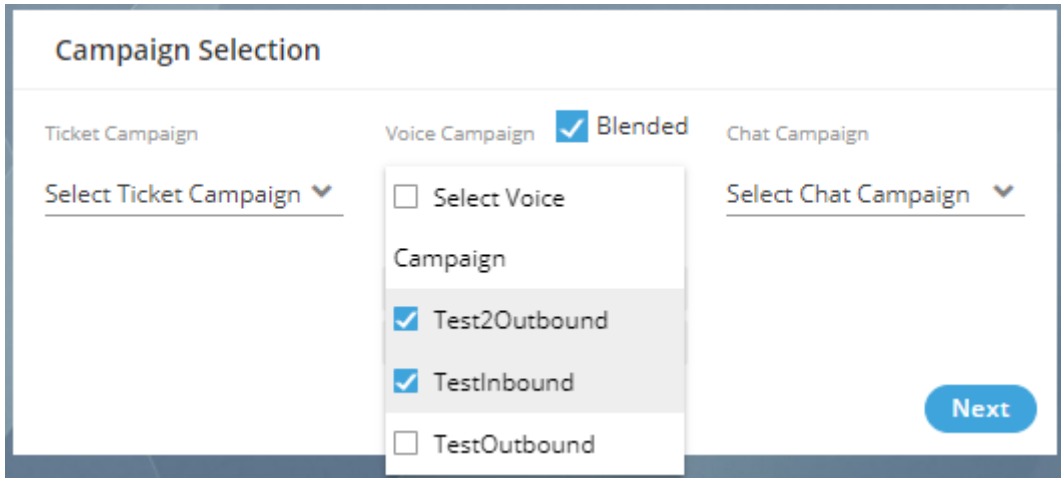 Campaign Selection
Ticket Campaign
Voice Campaign
Blended
Chat Campaign
Select Ticket Campaign
Select Voice
Campaign
Select Chat Campaign
Test2Outbound
TestInbound
TestOutbound
Next